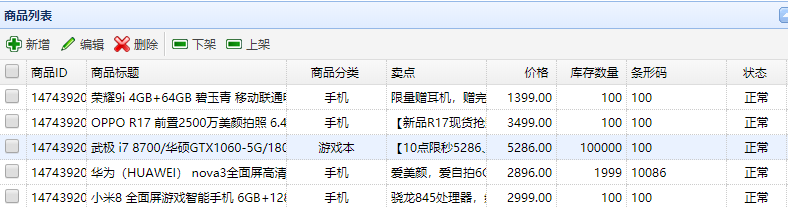 商品列表
新增 编辑 删除 下架 上架
商品ID 商品标题 商品分类 卖点 价格 库存数量 条形码 状态
14743920 荣耀9i 4GB+64GB 碧玉青 移动联通 手机 限量赠耳机，赠完 1399.00 100 100 正常
14743920 OPPO R17 前置2500万美颜拍照 6.4 手机 【新品R17现货抢 3499.00 100 100 正常
14743920 武极 i7 8700/华硕GTX1060-5G/180 游戏本 【10点限秒5286、 5286.00 100000 100 正常
14743920 华为（HUAWEI） nova3全面屏高清 手机 爱美颜，爱自拍6G 2896.00 1999 10086 正常
14743920 小米8 全面屏游戏智能手机 6GB+128 手机 骁龙845处理器， 2999.00 100 100 正常